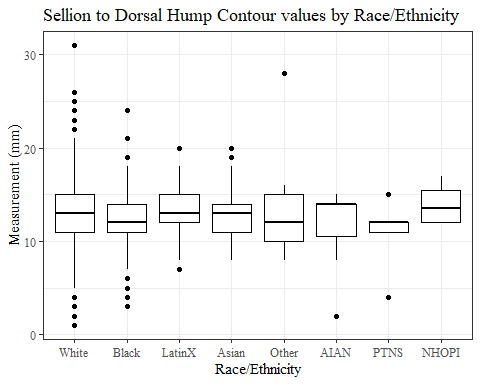 Sellion to Dorsal Hump Contour values by Race/Ethnicity
Measurement (mm)
30
20
10
0
White Black LatinX Asian Other AIAN PTNS NHOPI
Race/Ethnicity